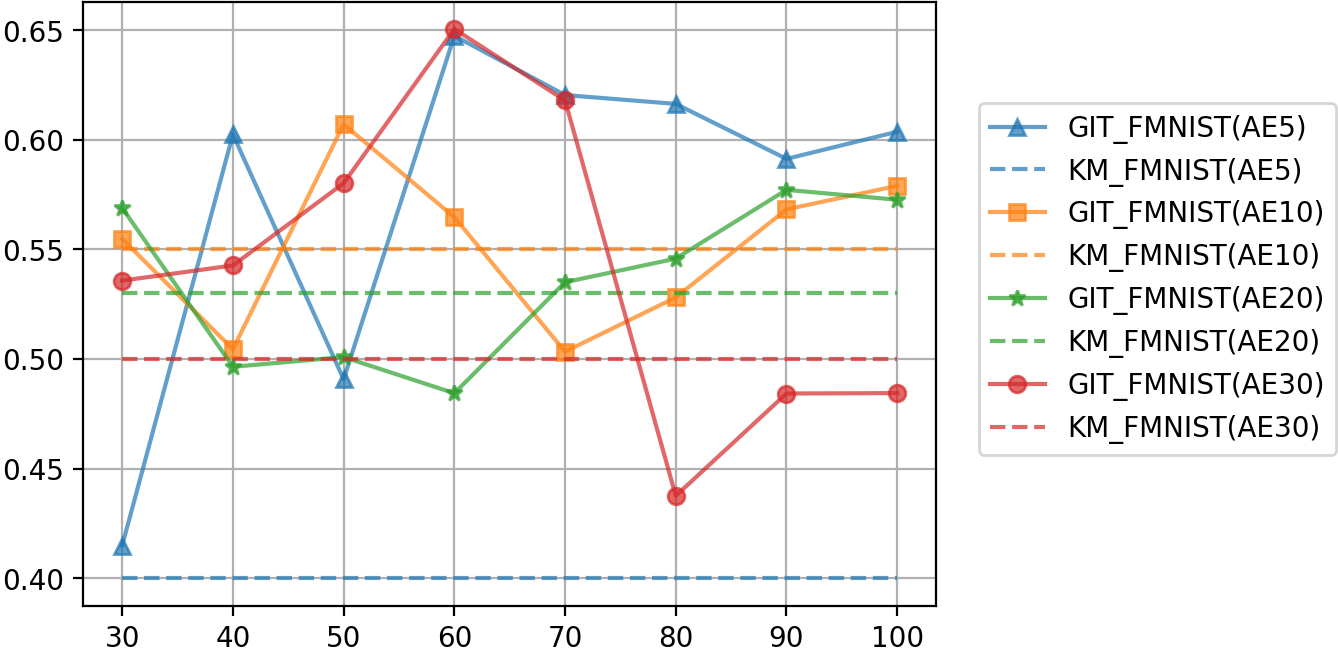 0.65
0.60
0.55
0.50
0.45
0.40
30 40 50 60 70 80 90 100
GIT_FMNIST(AE5)
KM_FMNIST(AE5)
GIT_FMNIST(AE10)
KM_FMNIST(AE10)
GIT_FMNIST(AE20)
KM_FMNIST(AE20)
GIT_FMNIST(AE30)
KM_FMNIST(AE30)